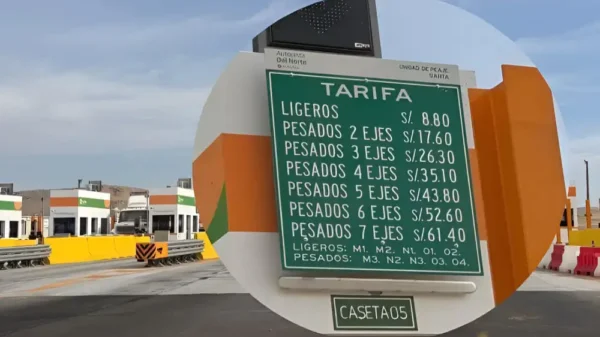 Autopista
Del Norte
UNIDAD DE PEAJE
SANTA
TARIFA
LIGEROS S/. 8.80
PESADOS 2 EJES S/.17.60
PESADOS 3 EJES S/.26.30
PESADOS 4 EJES S/.35.10
PESADOS 5 EJES S/.43.80
PESADOS 6 EJES S/.52.60
PESADOS 7 EJES S/.61.40
LIGEROS: M1. M2. N1. O1. O2.
PESADOS: M3. N2. N3. O3. O4.
CASETA05